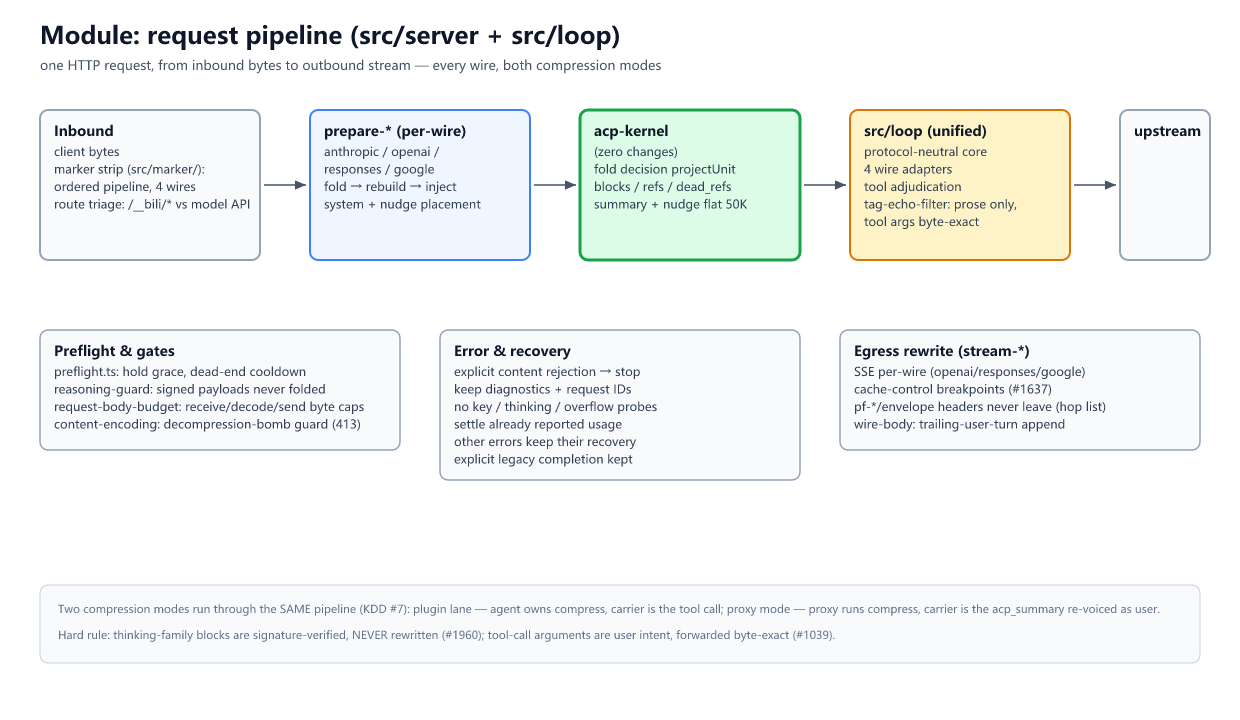 Module: request pipeline (src/server + src/loop)
one HTTP request, from inbound bytes to outbound stream — every wire, both compression modes
Inbound
client bytes
marker strip (src/marker/):
ordered pipeline, 4 wires
route triage: /__bili/* vs model API
prepare-* (per-wire)
anthropic / openai /
responses / google
fold → rebuild → inject
system + nudge placement
acp-kernel
(zero changes)
fold decision projectUnit
blocks / refs / dead_refs
summary + nudge flat 50K
src/loop (unified)
protocol-neutral core
4 wire adapters
tool adjudication
tag-echo-filter: prose only,
tool args byte-exact
upstream
Preflight & gates
preflight.ts: hold grace, dead-end cooldown
reasoning-guard: signed payloads never folded
request-body-budget: receive/decode/send byte caps
content-encoding: decompression-bomb guard (413)
Error & recovery
explicit content rejection → stop
keep diagnostics + request IDs
no key / thinking / overflow probes
settle already reported usage
other errors keep their recovery
explicit legacy completion kept
Egress rewrite (stream-*)
SSE per-wire (openai/responses/google)
cache-control breakpoints (#1637)
pf-*/envelope headers never leave (hop list)
wire-body: trailing-user-turn append
Two compression modes run through the SAME pipeline (KDD #7): plugin lane — agent owns compress, carrier is the tool call; proxy mode — proxy runs compress, carrier is the acp_summary re-voiced as user.
Hard rule: thinking-family blocks are signature-verified, NEVER rewritten (#1960); tool-call arguments are user intent, forwarded byte-exact (#1039).